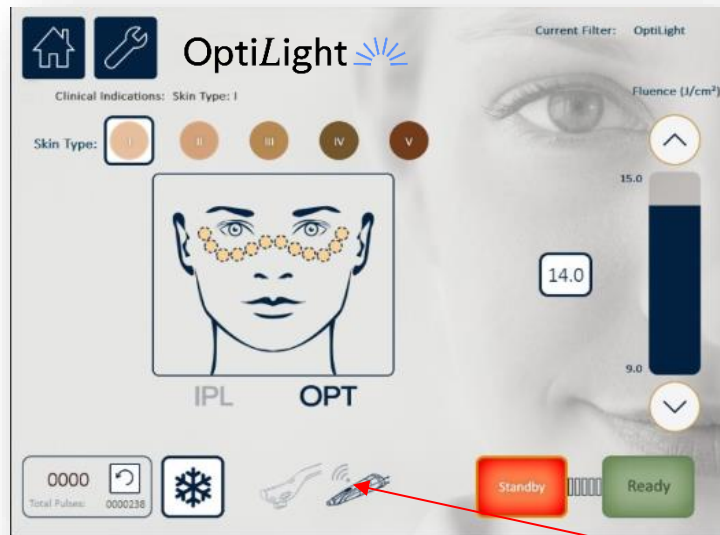 OptiLight
Current Filter: OptiLight
Clinical Indications: Skin Type: I
Fluence (J/cm²)
Skin Type: I II III IV V
15.0
14.0
9.0
IPL OPT
0000
Total Pulses: 0000238
Standby
Ready